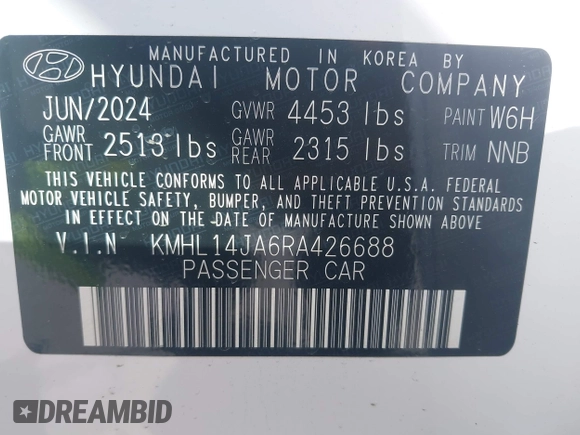 MANUFACTURED IN KOREA BY
HYUNDAI MOTOR COMPANY
JUN/2024 GVWR 4453 lbs PAINT W6H
GAWR FRONT 2513 lbs GAWR REAR 2315 lbs TRIM NNB
THIS VEHICLE CONFORMS TO ALL APPLICABLE U.S.A. FEDERAL
MOTOR VEHICLE SAFETY, BUMPER, AND THEFT PREVENTION STANDARDS
IN EFFECT ON THE DATE OF MANUFACTURE SHOWN ABOVE.
V.I.N KMHL14JA6RA426688
PASSENGER CAR
DREAMBID